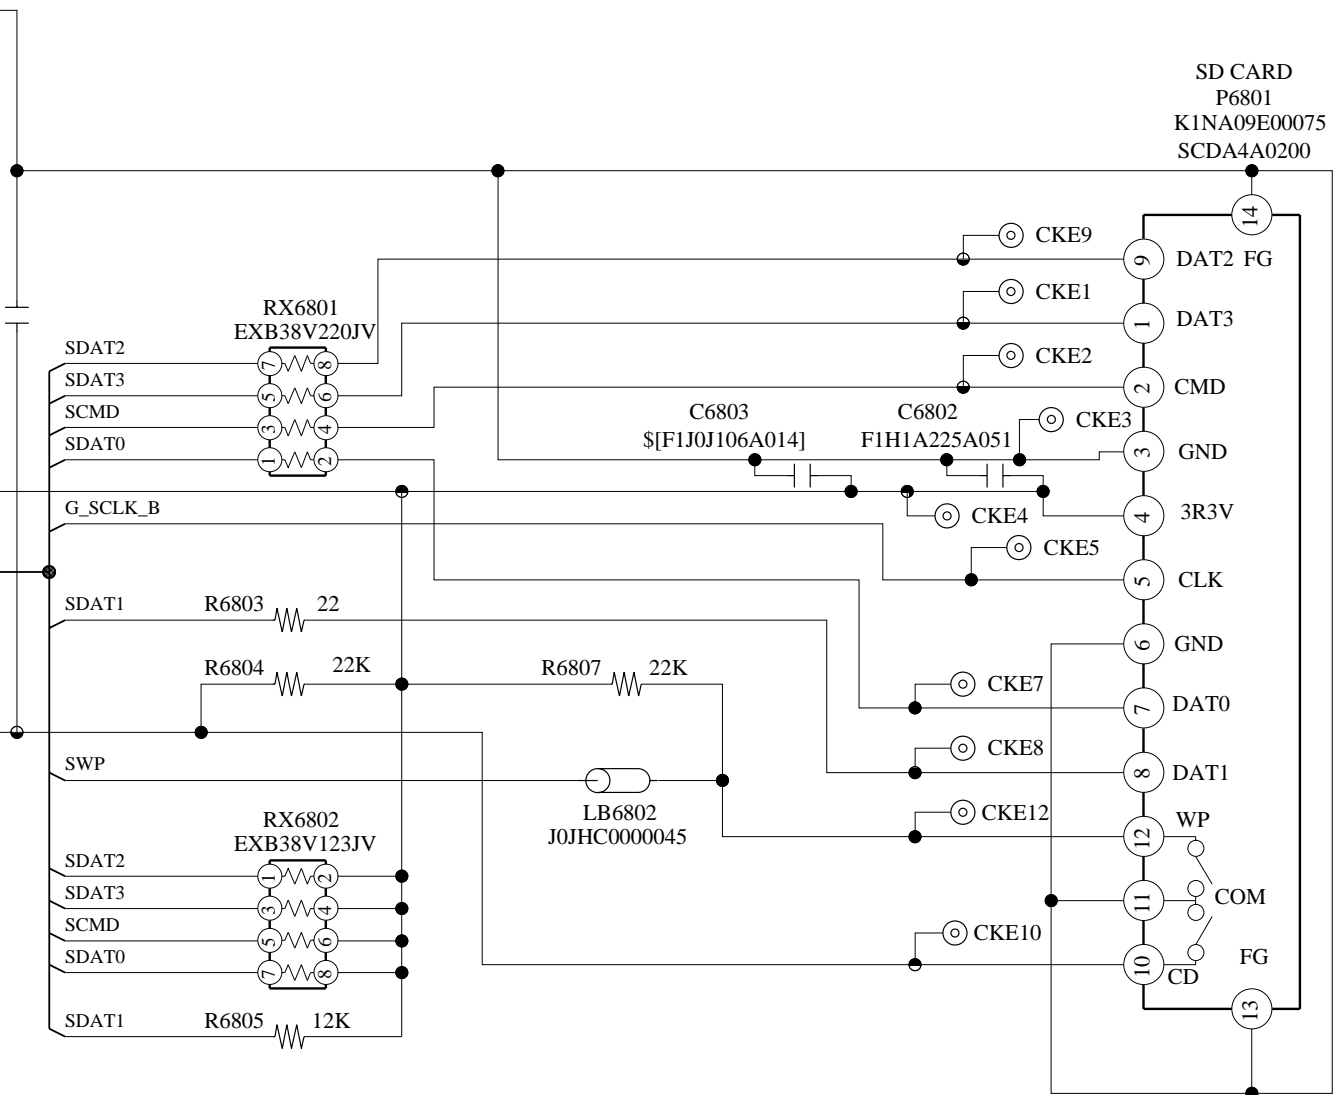 SD CARD
P6801
K1NA09E00075
SCDA4A0200
14
CKE9
9
DAT2 FG
CKE1
1
DAT3
RX6801
EXB38V220JV
SDAT2
7
8
CKE2
2
CMD
SDAT3
5
6
SCMD
3
4
C6803
$[F1J0J106A014]
C6802
F1H1A225A051
CKE3
3
GND
SDAT0
1
2
G_SCLK_B
CKE4
4
3R3V
CKE5
5
CLK
SDAT1
R6803
22
6
GND
R6804
22K
R6807
22K
CKE7
7
DAT0
SWP
LB6802
J0JHC0000045
CKE8
8
DAT1
RX6802
EXB38V123JV
CKE12
12
WP
SDAT2
1
2
SDAT3
3
4
11
COM
SCMD
5
6
CKE10
SDAT0
7
8
10
CD
FG
SDAT1
R6805
12K
13